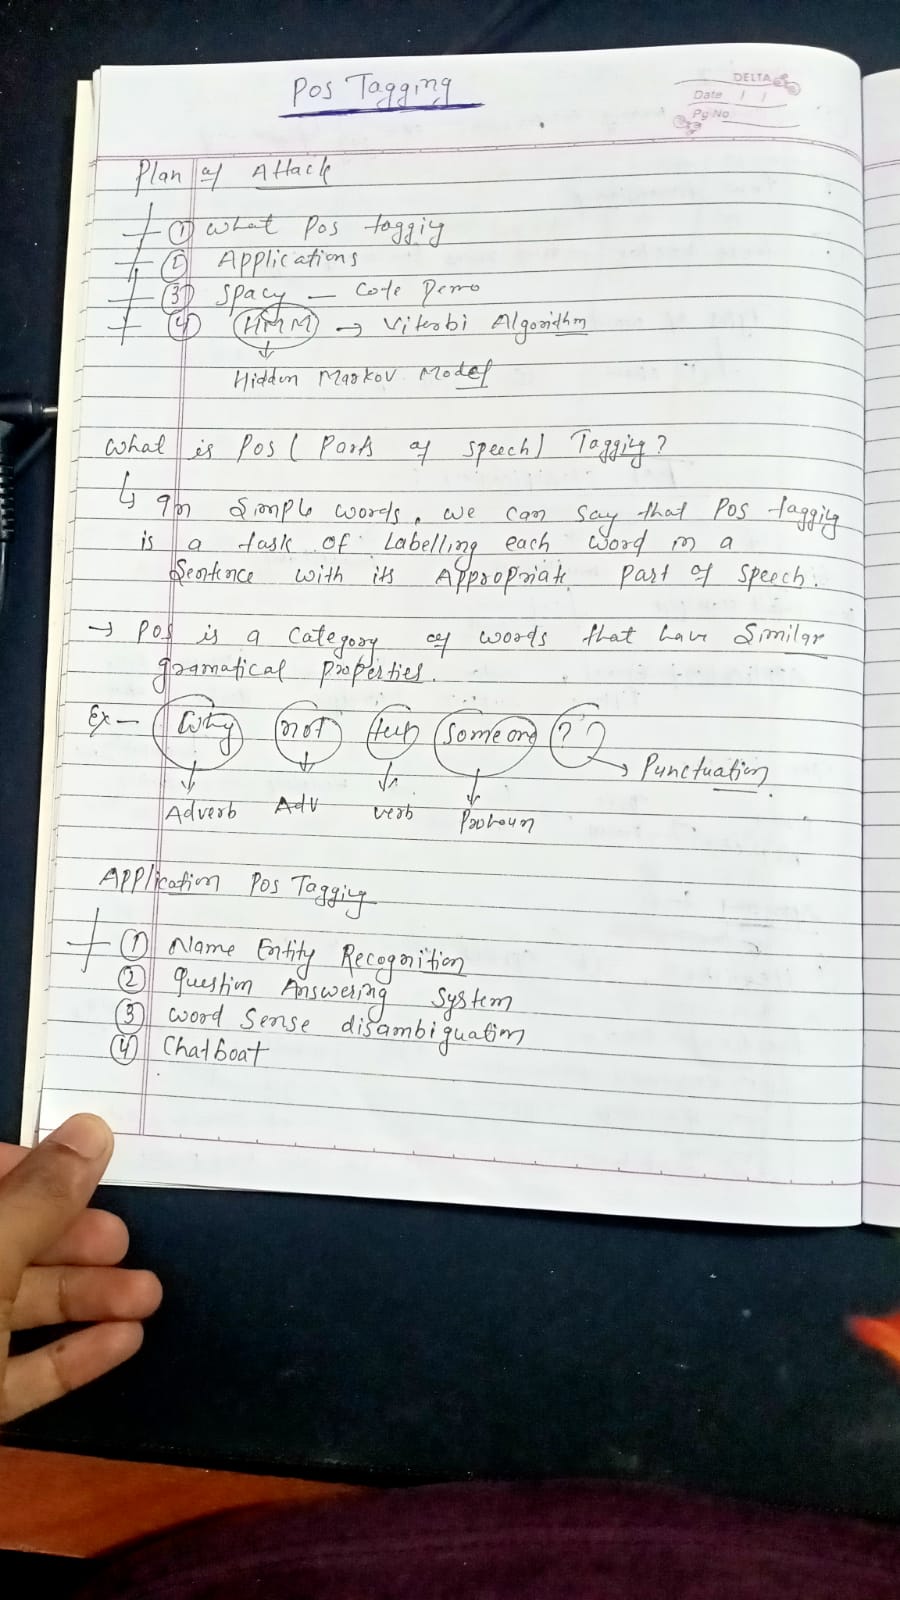 Pos Tagging
DELTA
Date / /
Pg No
Plan of Attack
① What Pos tagging
② Applications
③ Spacy — Code Demo
④ HMM → Viterbi Algorithm
Hidden Markov Model
What is Pos ( Parts of speech) Tagging?
↳ In Simple words, we can say that Pos tagging
is a task of Labelling each word in a
Sentence with its Appropriate part of speech.
→ Pos is a Category of words that have Similar
gramatical properties.
Ex — Why not Help Someone ?
→ Punctuation
Adverb Adv verb Pronoun
Application Pos Tagging
① Name Entity Recognition
② Question Answering System
③ Word Sense disambiguation
④ Chatboat